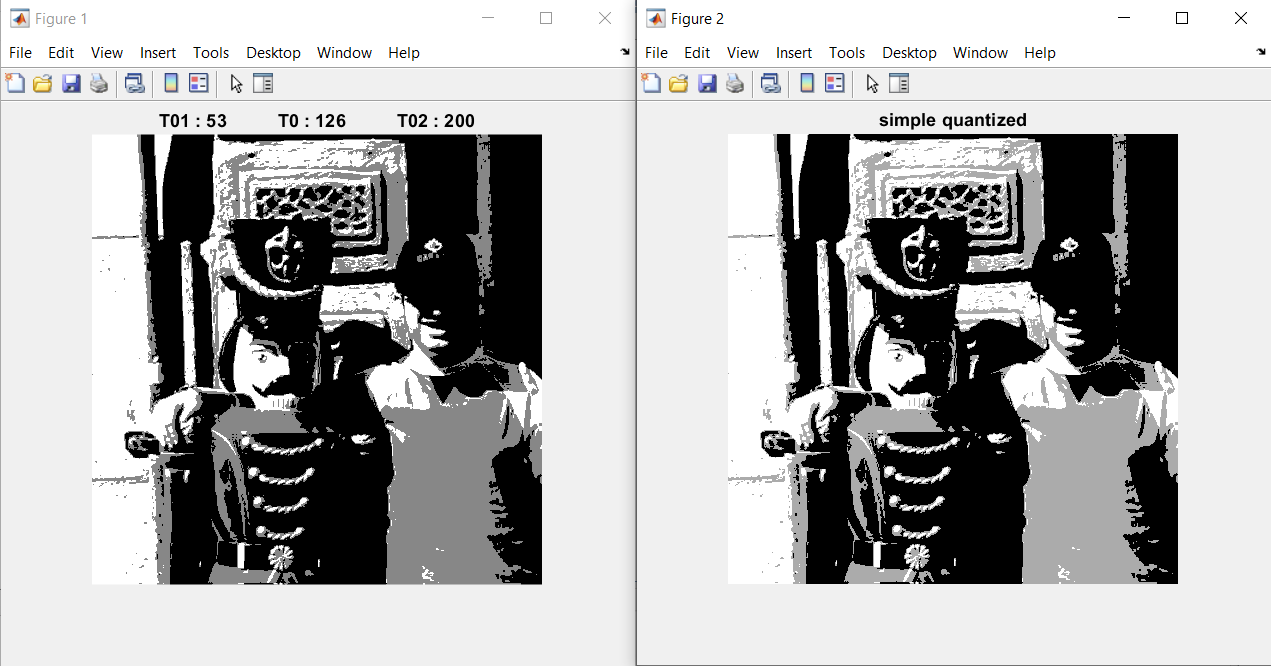 Figure 1
File Edit View Insert Tools Desktop Window Help
T01 : 53 T0 : 126 T02 : 200
Figure 2
File Edit View Insert Tools Desktop Window Help
simple quantized